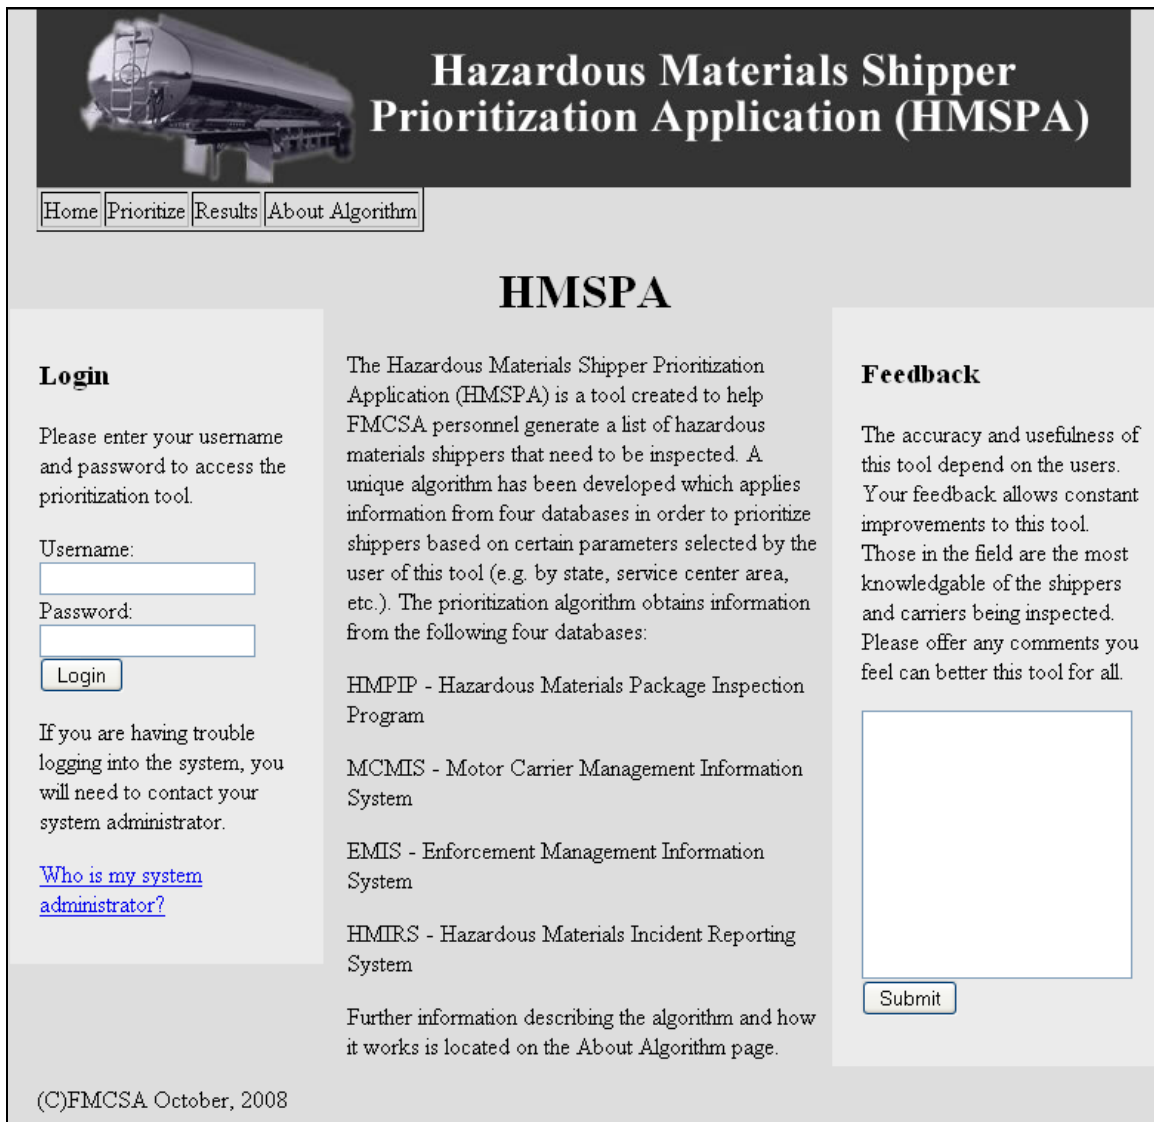 Hazardous Materials Shipper
Prioritization Application (HMSPA)
Home Prioritize Results About Algorithm
HMSPA
Login
Please enter your username
and password to access the
prioritization tool.
Username:
Password:
Login
If you are having trouble
logging into the system, you
will need to contact your
system administrator.
Who is my system
administrator?
The Hazardous Materials Shipper Prioritization
Application (HMSPA) is a tool created to help
FMCSA personnel generate a list of hazardous
materials shippers that need to be inspected. A
unique algorithm has been developed which applies
information from four databases in order to prioritize
shippers based on certain parameters selected by the
user of this tool (e.g. by state, service center area,
etc.). The prioritization algorithm obtains information
from the following four databases:
HMPIP - Hazardous Materials Package Inspection
Program
MCMIS - Motor Carrier Management Information
System
EMIS - Enforcement Management Information
System
HMIRS - Hazardous Materials Incident Reporting
System
Further information describing the algorithm and how
it works is located on the About Algorithm page.
Feedback
The accuracy and usefulness of
this tool depend on the users.
Your feedback allows constant
improvements to this tool.
Those in the field are the most
knowledgable of the shippers
and carriers being inspected.
Please offer any comments you
feel can better this tool for all.
Submit
(C)FMCSA October, 2008